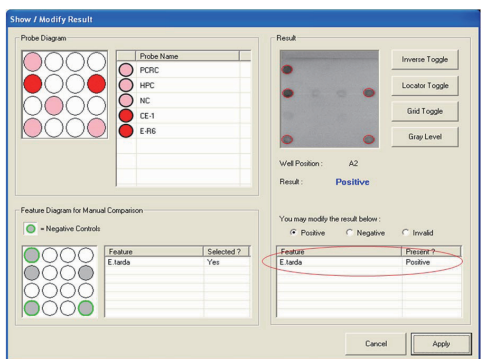 Show / Modify Result
Probe Diagram
Probe Name
PCRC
HPC
NC
CE-1
E-R6
Result
Inverse Toggle
Locator Toggle
Grid Toggle
Gray Level
Well Position : A2
Result : Positive
Feature Diagram for Manual Comparison
= Negative Controls
Feature Selected ?
E.tarda Yes
You may modify the result below :
Positive Negative Invalid
Feature Present ?
E.tarda Positive
Cancel Apply